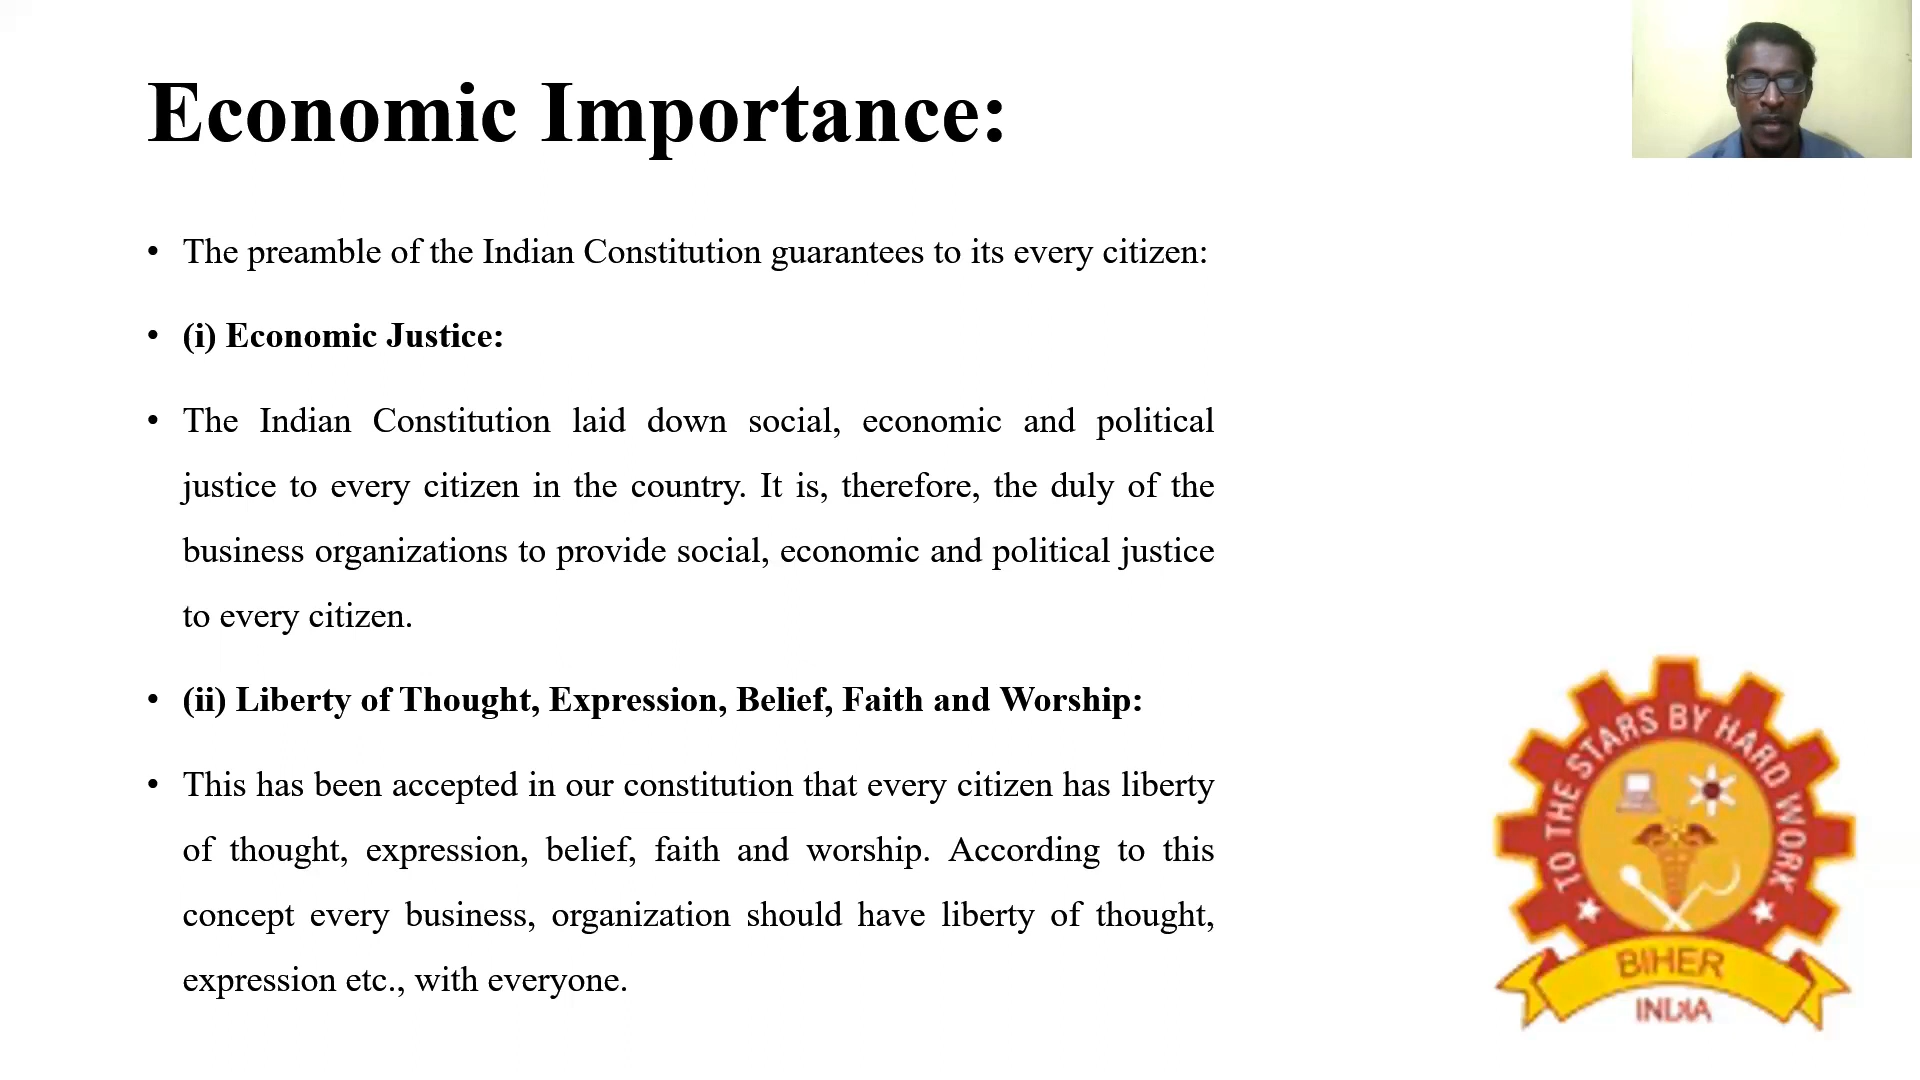 Economic Importance:
• The preamble of the Indian Constitution guarantees to its every citizen:
• (i) Economic Justice:
• The Indian Constitution laid down social, economic and political
justice to every citizen in the country. It is, therefore, the duly of the
business organizations to provide social, economic and political justice
to every citizen.
• (ii) Liberty of Thought, Expression, Belief, Faith and Worship:
• This has been accepted in our constitution that every citizen has liberty
of thought, expression, belief, faith and worship. According to this
concept every business, organization should have liberty of thought,
expression etc., with everyone.
TO THE STARS BY HARD WORK
BIHER
INDIA